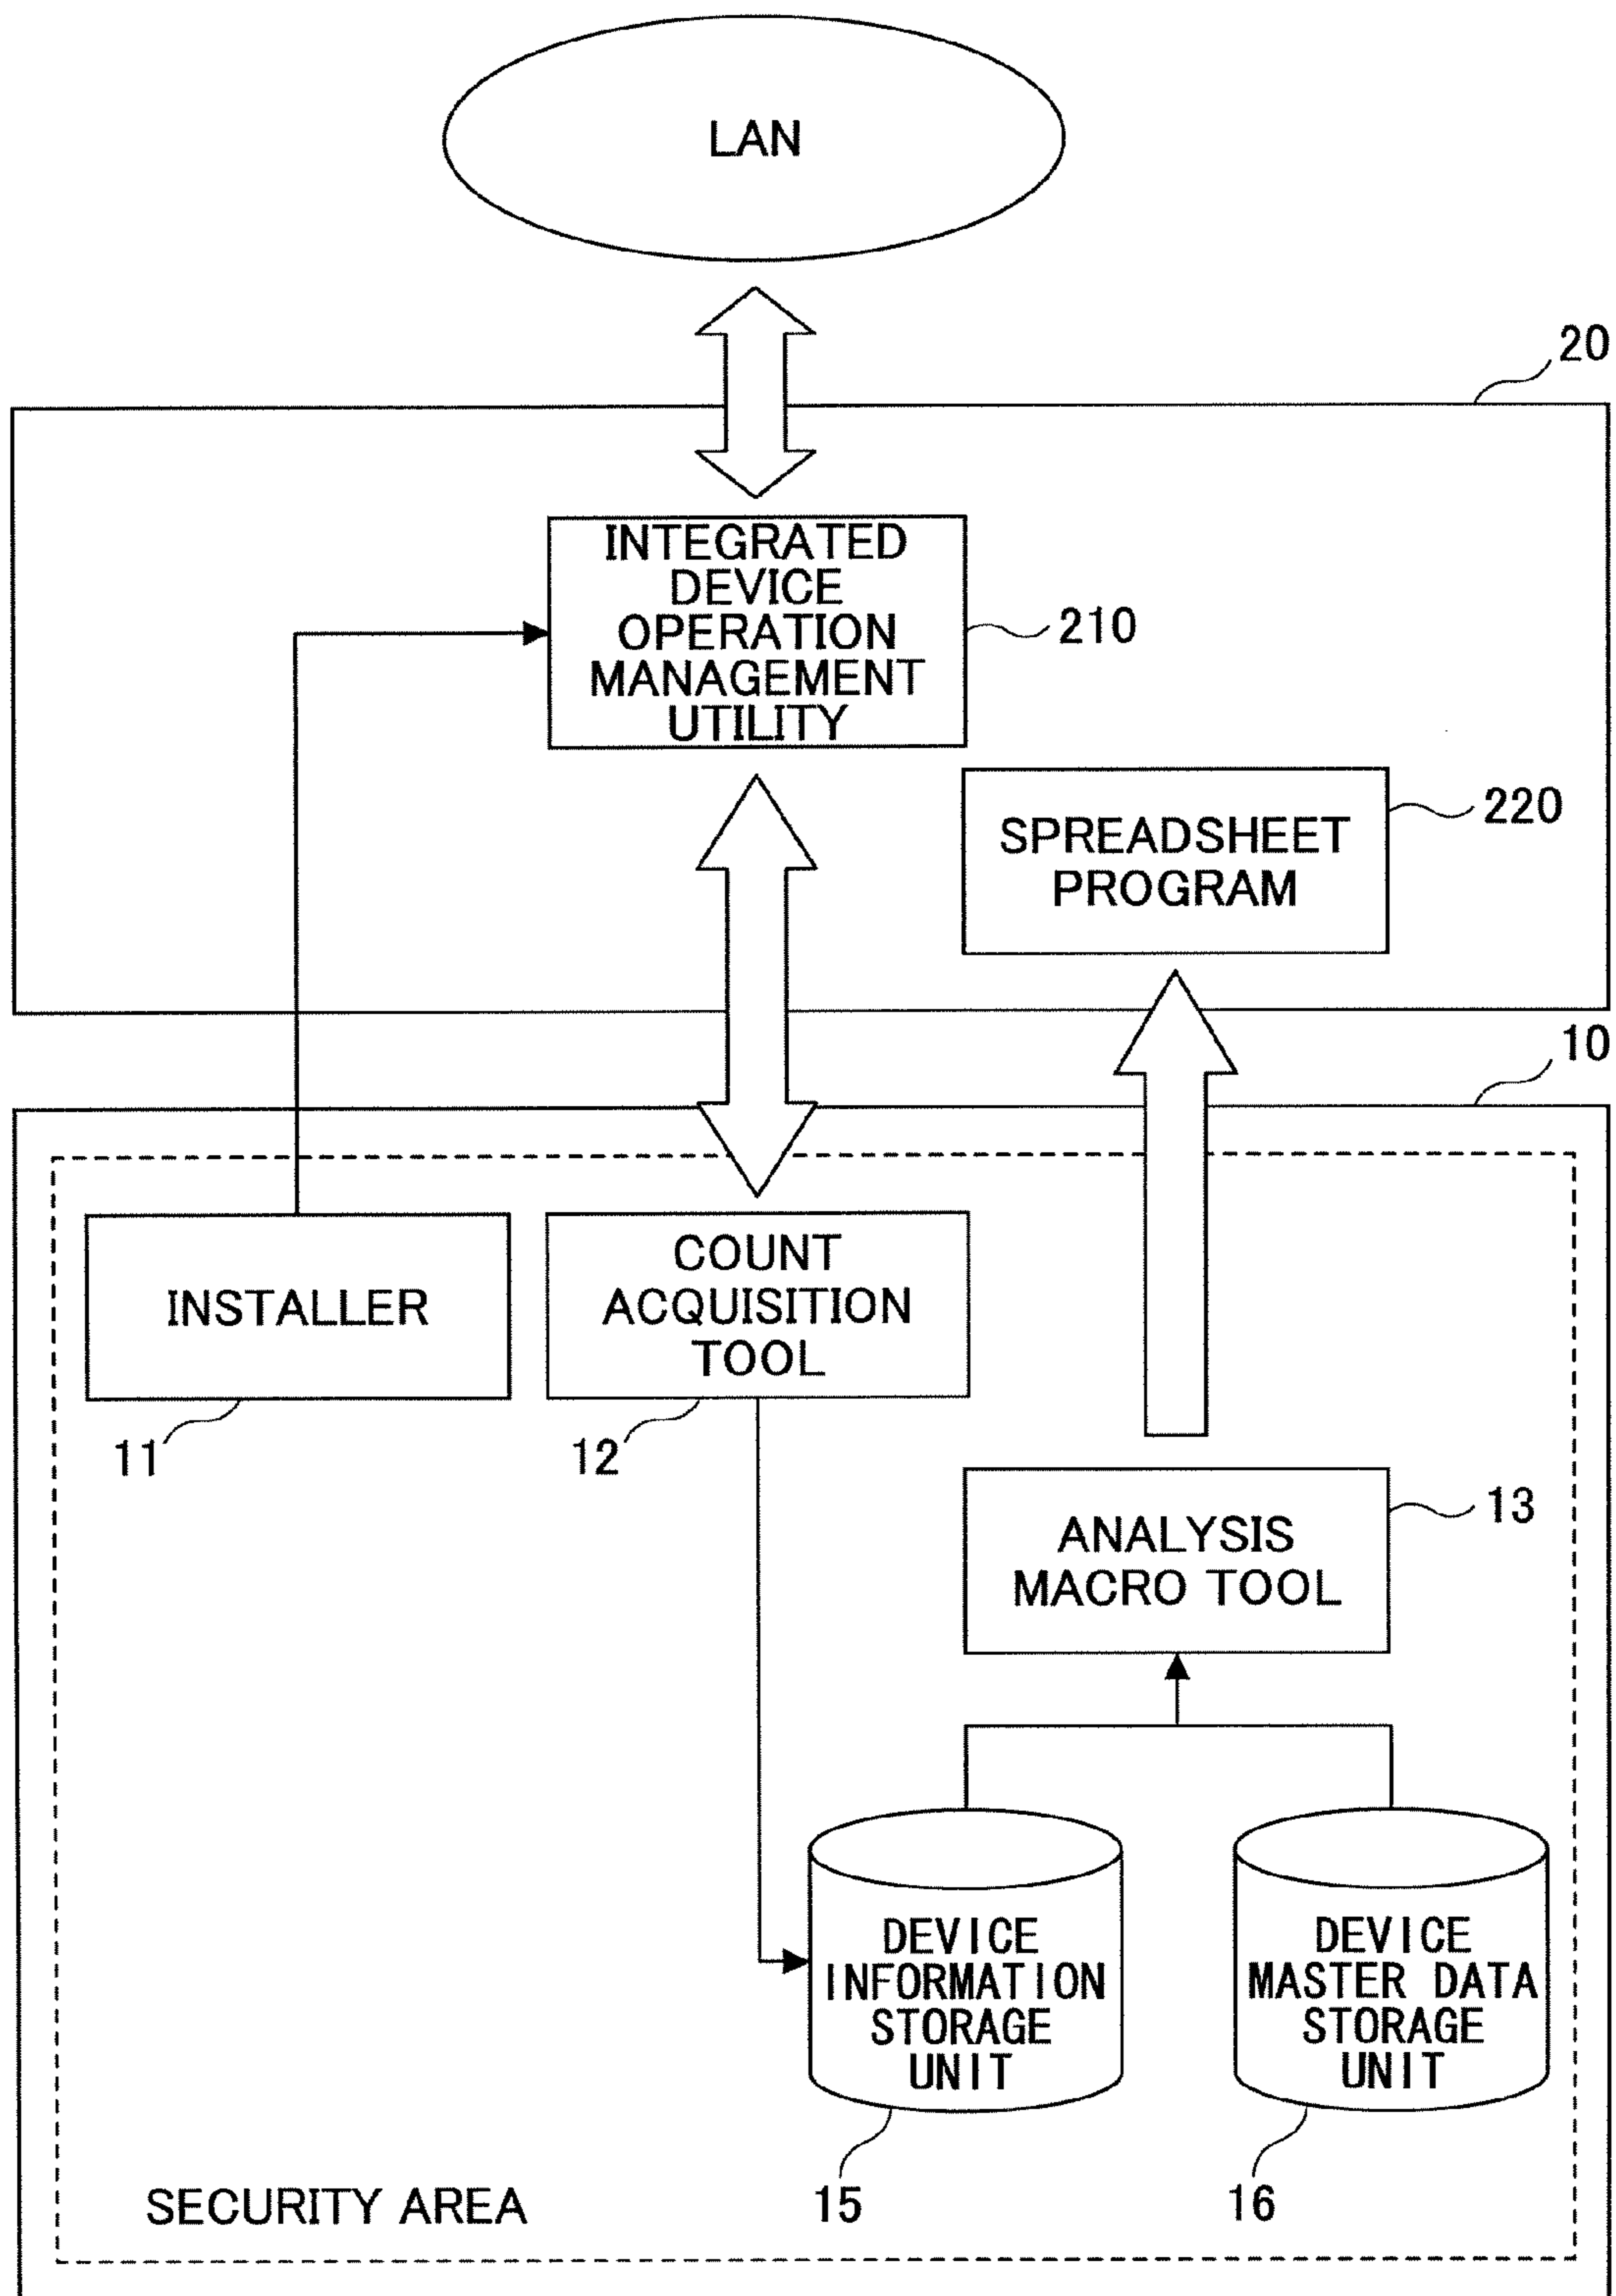 LAN
20
INTEGRATED
DEVICE
OPERATION
MANAGEMENT
UTILITY
210
SPREADSHEET
PROGRAM
220
10
INSTALLER
11
COUNT
ACQUISITION
TOOL
12
ANALYSIS
MACRO TOOL
13
DEVICE
INFORMATION
STORAGE
UNIT
15
DEVICE
MASTER DATA
STORAGE
UNIT
16
SECURITY AREA